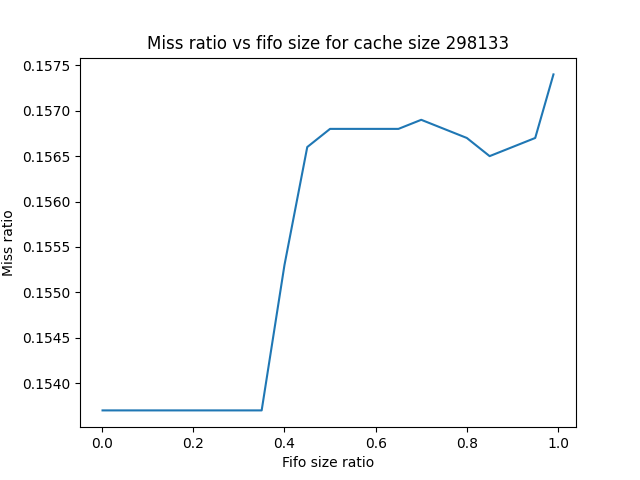 Miss ratio vs fifo size for cache size 298133
0.1575
0.1570
0.1565
0.1560
0.1555
0.1550
0.1545
0.1540
Miss ratio
0.0 0.2 0.4 0.6 0.8 1.0
Fifo size ratio